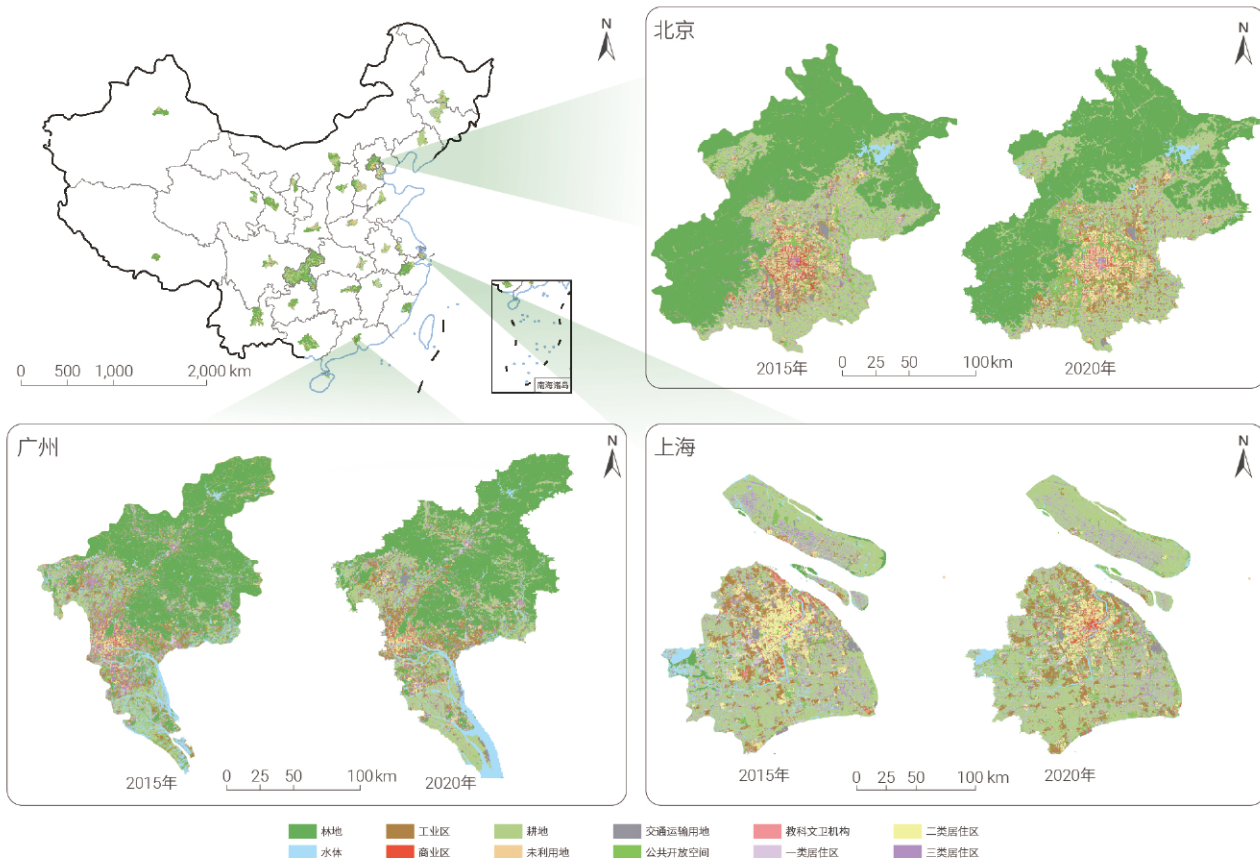 N
0 500 1,000 2,000 km
南海诸岛
北京
N
2015年
0 25 50 100 km
2020年
广州
N
2015年
0 25 50 100 km
2020年
上海
N
2015年
0 25 50 100 km
2020年
林地 工业区 耕地 交通运输用地 教科文卫机构 二类居住区
水体 商业区 未利用地 公共开放空间 一类居住区 三类居住区